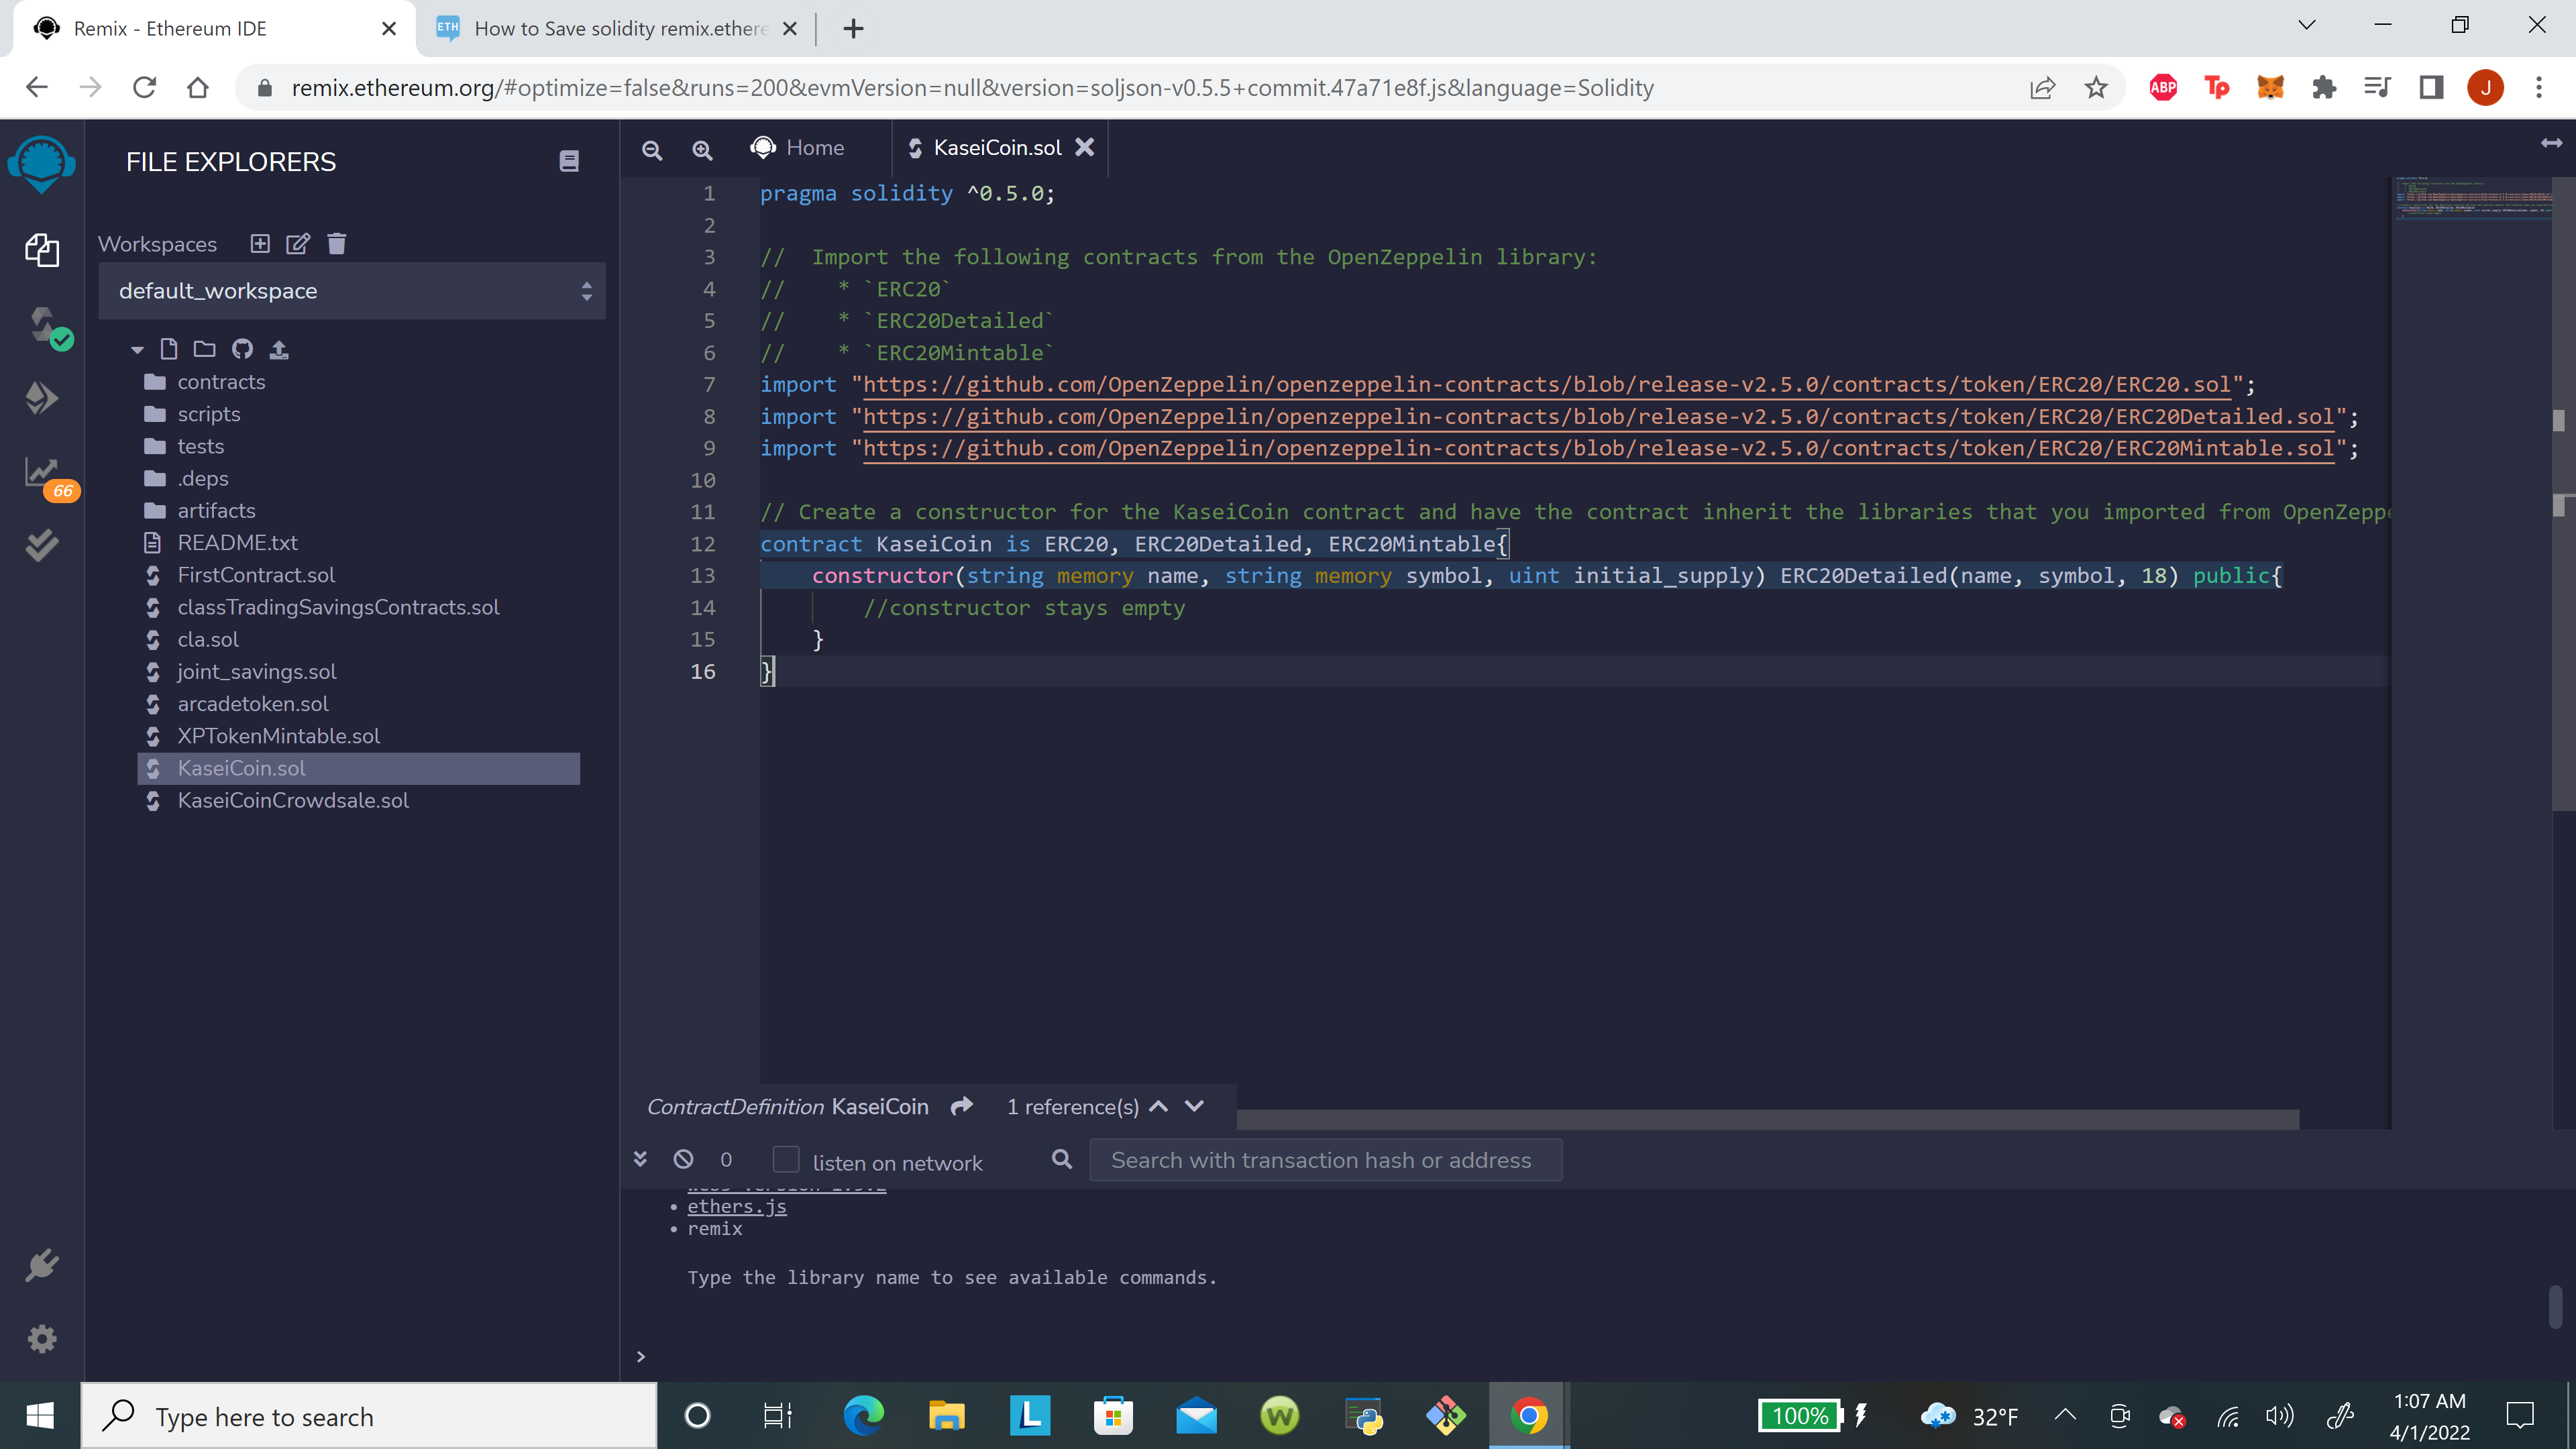 Remix - Ethereum IDE
ETH
How to Save solidity remix.ethere
remix.ethereum.org/#optimize=false&runs=200&evmVersion=null&version=soljson-v0.5.5+commit.47a71e8f.js&language=Solidity
ABP
Tp
J
FILE EXPLORERS
Workspaces
default_workspace
contracts
scripts
tests
.deps
artifacts
README.txt
FirstContract.sol
classTradingSavingsContracts.sol
cla.sol
joint_savings.sol
arcadetoken.sol
XPTokenMintable.sol
KaseiCoin.sol
KaseiCoinCrowdsale.sol
66
Home
KaseiCoin.sol
1 pragma solidity ^0.5.0;
2
3 //  Import the following contracts from the OpenZeppelin library:
4 //    * `ERC20`
5 //    * `ERC20Detailed`
6 //    * `ERC20Mintable`
7 import "https://github.com/OpenZeppelin/openzeppelin-contracts/blob/release-v2.5.0/contracts/token/ERC20/ERC20.sol";
8 import "https://github.com/OpenZeppelin/openzeppelin-contracts/blob/release-v2.5.0/contracts/token/ERC20/ERC20Detailed.sol";
9 import "https://github.com/OpenZeppelin/openzeppelin-contracts/blob/release-v2.5.0/contracts/token/ERC20/ERC20Mintable.sol";
10
11 // Create a constructor for the KaseiCoin contract and have the contract inherit the libraries that you imported from OpenZeppe
12 contract KaseiCoin is ERC20, ERC20Detailed, ERC20Mintable{
13     constructor(string memory name, string memory symbol, uint initial_supply) ERC20Detailed(name, symbol, 18) public{
14         //constructor stays empty
15     }
16 }
ContractDefinition KaseiCoin
1 reference(s)
0
listen on network
Search with transaction hash or address
web3 version 1.5.2
• ethers.js
• remix
Type the library name to see available commands.
>
Type here to search
L
W
100%
32°F
1:07 AM
4/1/2022